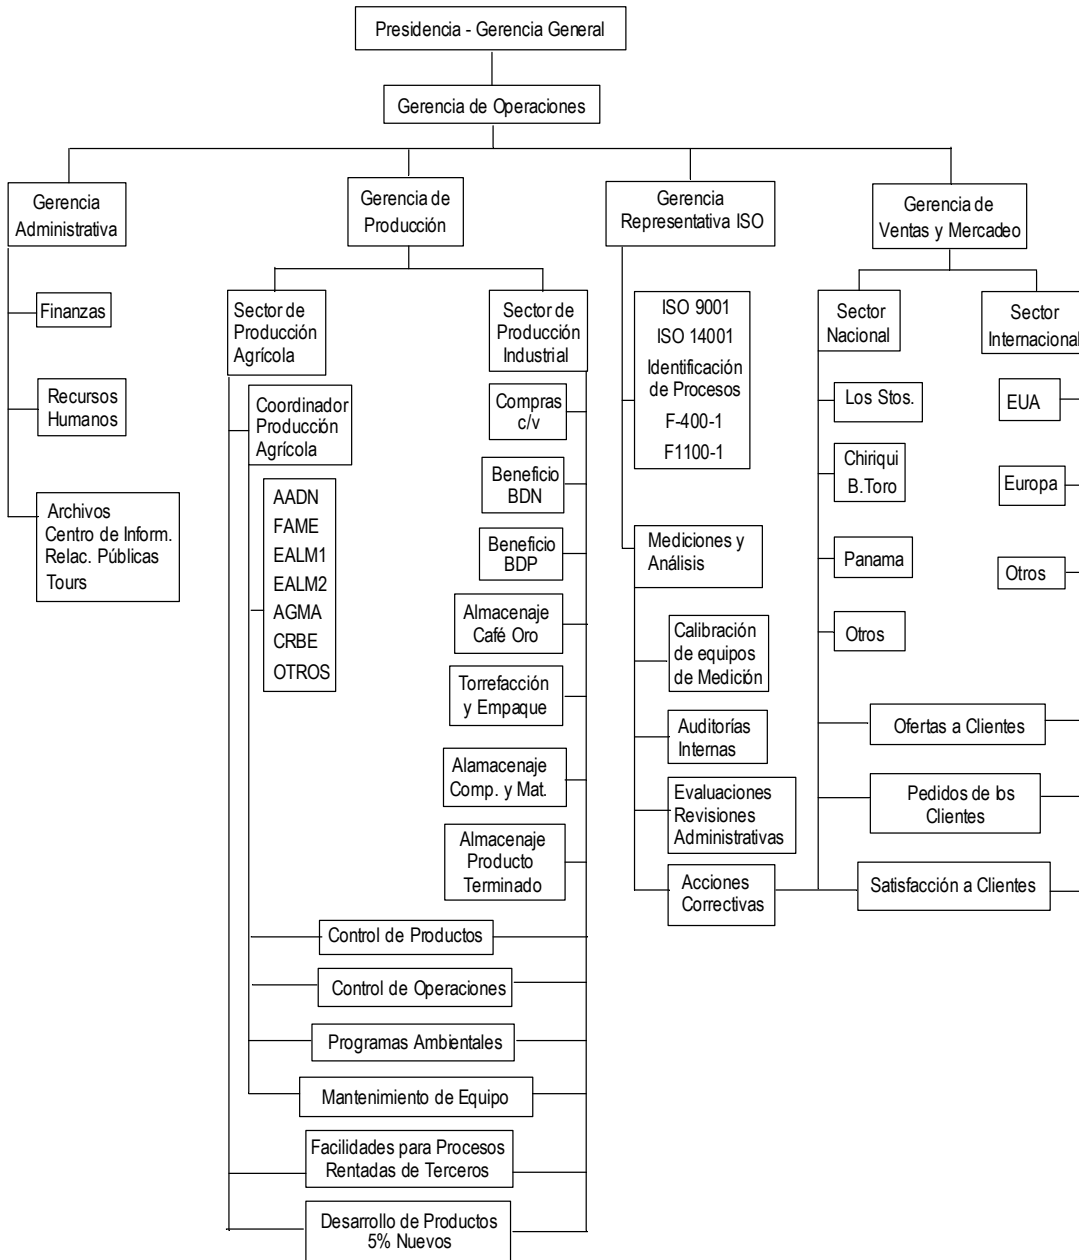 Presidencia - Gerencia General
Gerencia de Operaciones
Gerencia
Administrativa
Gerencia de
Producción
Gerencia
Representativa ISO
Gerencia de
Ventas y Mercadeo
Finanzas
Recursos
Humanos
Archivos
Centro de Inform.
Relac. Públicas
Tours
Sector de
Producción
Agrícola
Coordinador
Producción
Agrícola
AADN
FAME
EALM1
EALM2
AGMA
CRBE
OTROS
Sector de
Producción
Industrial
Compras
c/v
Beneficio
BDN
Beneficio
BDP
Almacenaje
Café Oro
Torrefacción
y Empaque
Alamacenaje
Comp. y Mat.
Almacenaje
Producto
Terminado
Control de Productos
Control de Operaciones
Programas Ambientales
Mantenimiento de Equipo
Facilidades para Procesos
Rentadas de Terceros
Desarrollo de Productos
5% Nuevos
ISO 9001
ISO 14001
Identificación
de Procesos
F-400-1
F1100-1
Mediciones y
Análisis
Calibración
de equipos
de Medición
Auditorías
Internas
Evaluaciones
Revisiones
Administrativas
Acciones
Correctivas
Sector
Nacional
Los Stos.
Chiriqui
B.Toro
Panama
Otros
Sector
Internacional
EUA
Europa
Otros
Ofertas a Clientes
Pedidos de los
Clientes
Satisfacción a Clientes